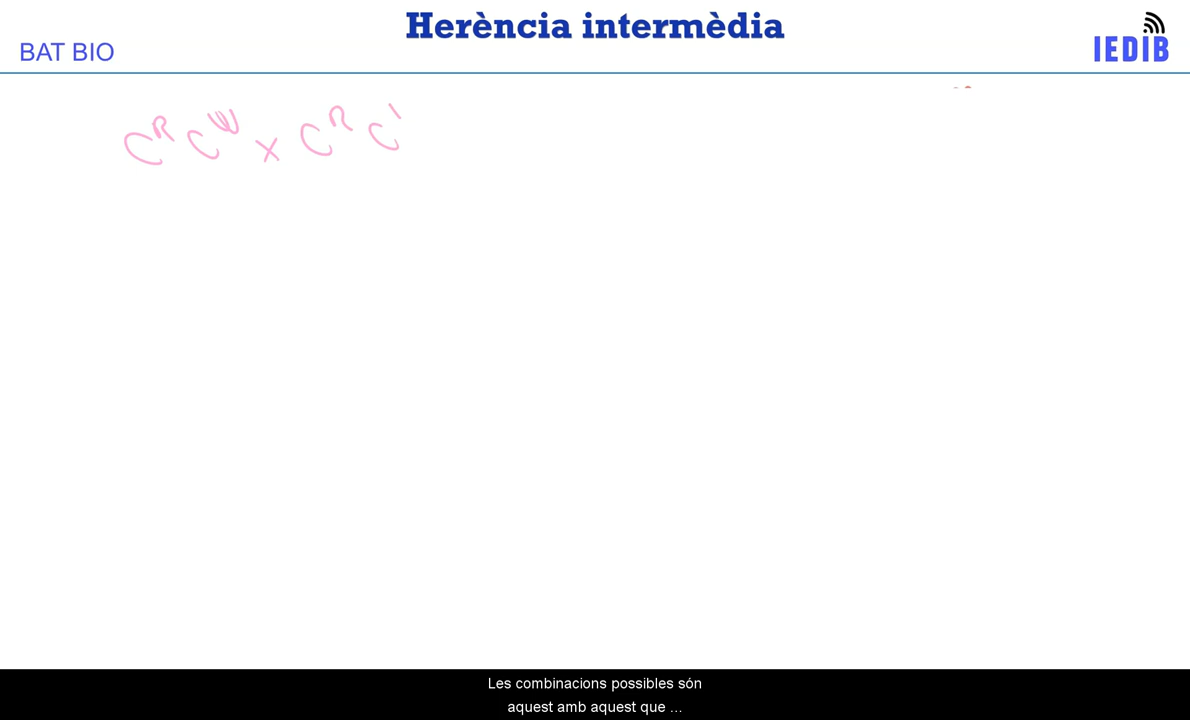 Herència intermèdia
BAT BIO
IEDIB
C^R C^W x C^R C
Les combinacions possibles són
aquest amb aquest que ...